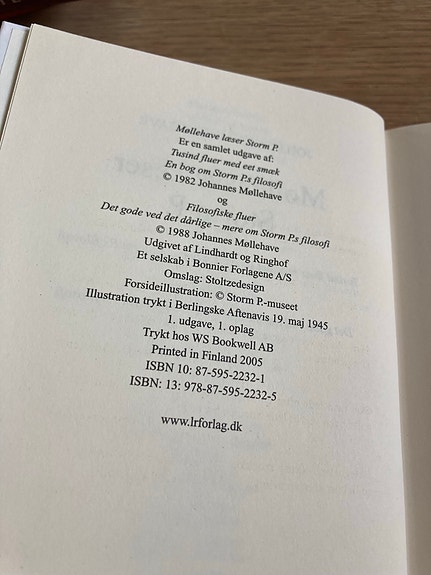 Møllehave læser Storm P.
Er en samlet udgave af:
Tusind fluer med eet smæk
En bog om Storm P.s filosofi
© 1982 Johannes Møllehave
og
Filosofiske fluer
Det gode ved det dårlige – mere om Storm P.s filosofi
© 1988 Johannes Møllehave
Udgivet af Lindhardt og Ringhof
Et selskab i Bonnier Forlagene A/S
Omslag: Stoltzedesign
Forsideillustration: © Storm P.-museet
Illustration trykt i Berlingske Aftenavis 19. maj 1945
1. udgave, 1. oplag
Trykt hos WS Bookwell AB
Printed in Finland 2005
ISBN 10: 87-595-2232-1
ISBN: 13: 978-87-595-2232-5
www.lrforlag.dk